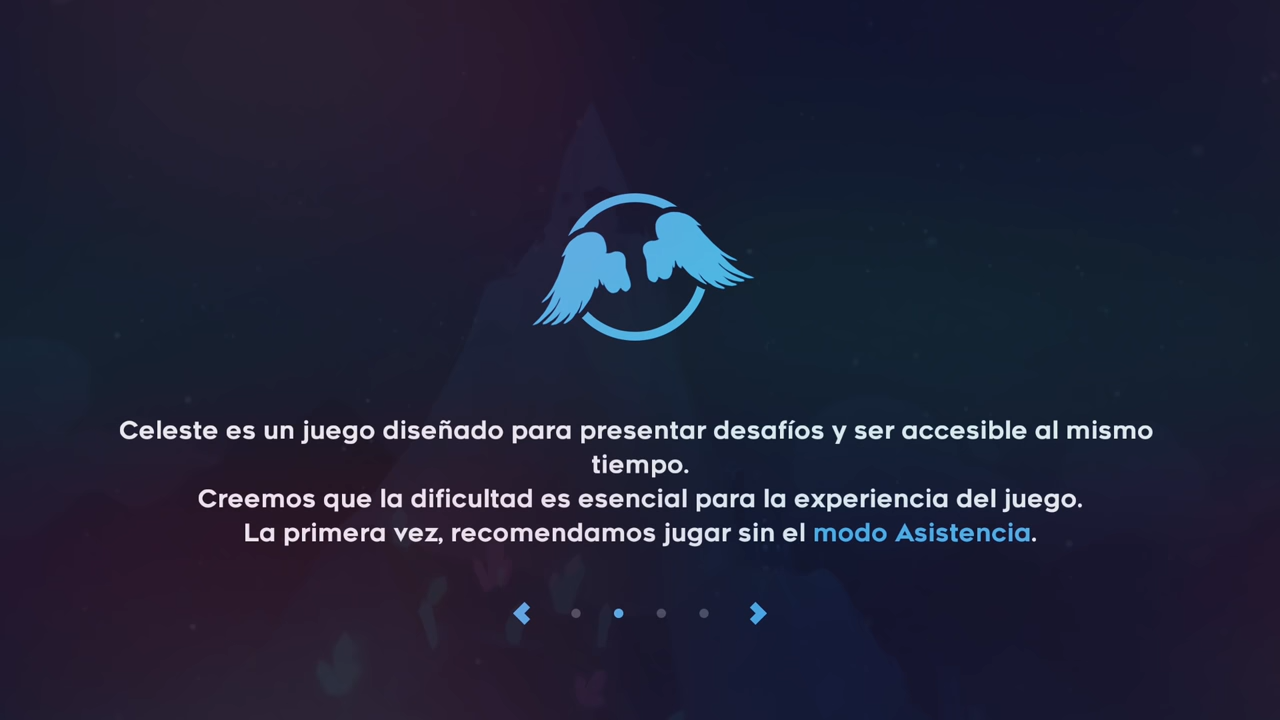 Celeste es un juego diseñado para presentar desafíos y ser accesible al mismo
tiempo.
Creemos que la dificultad es esencial para la experiencia del juego.
La primera vez, recomendamos jugar sin el modo Asistencia.